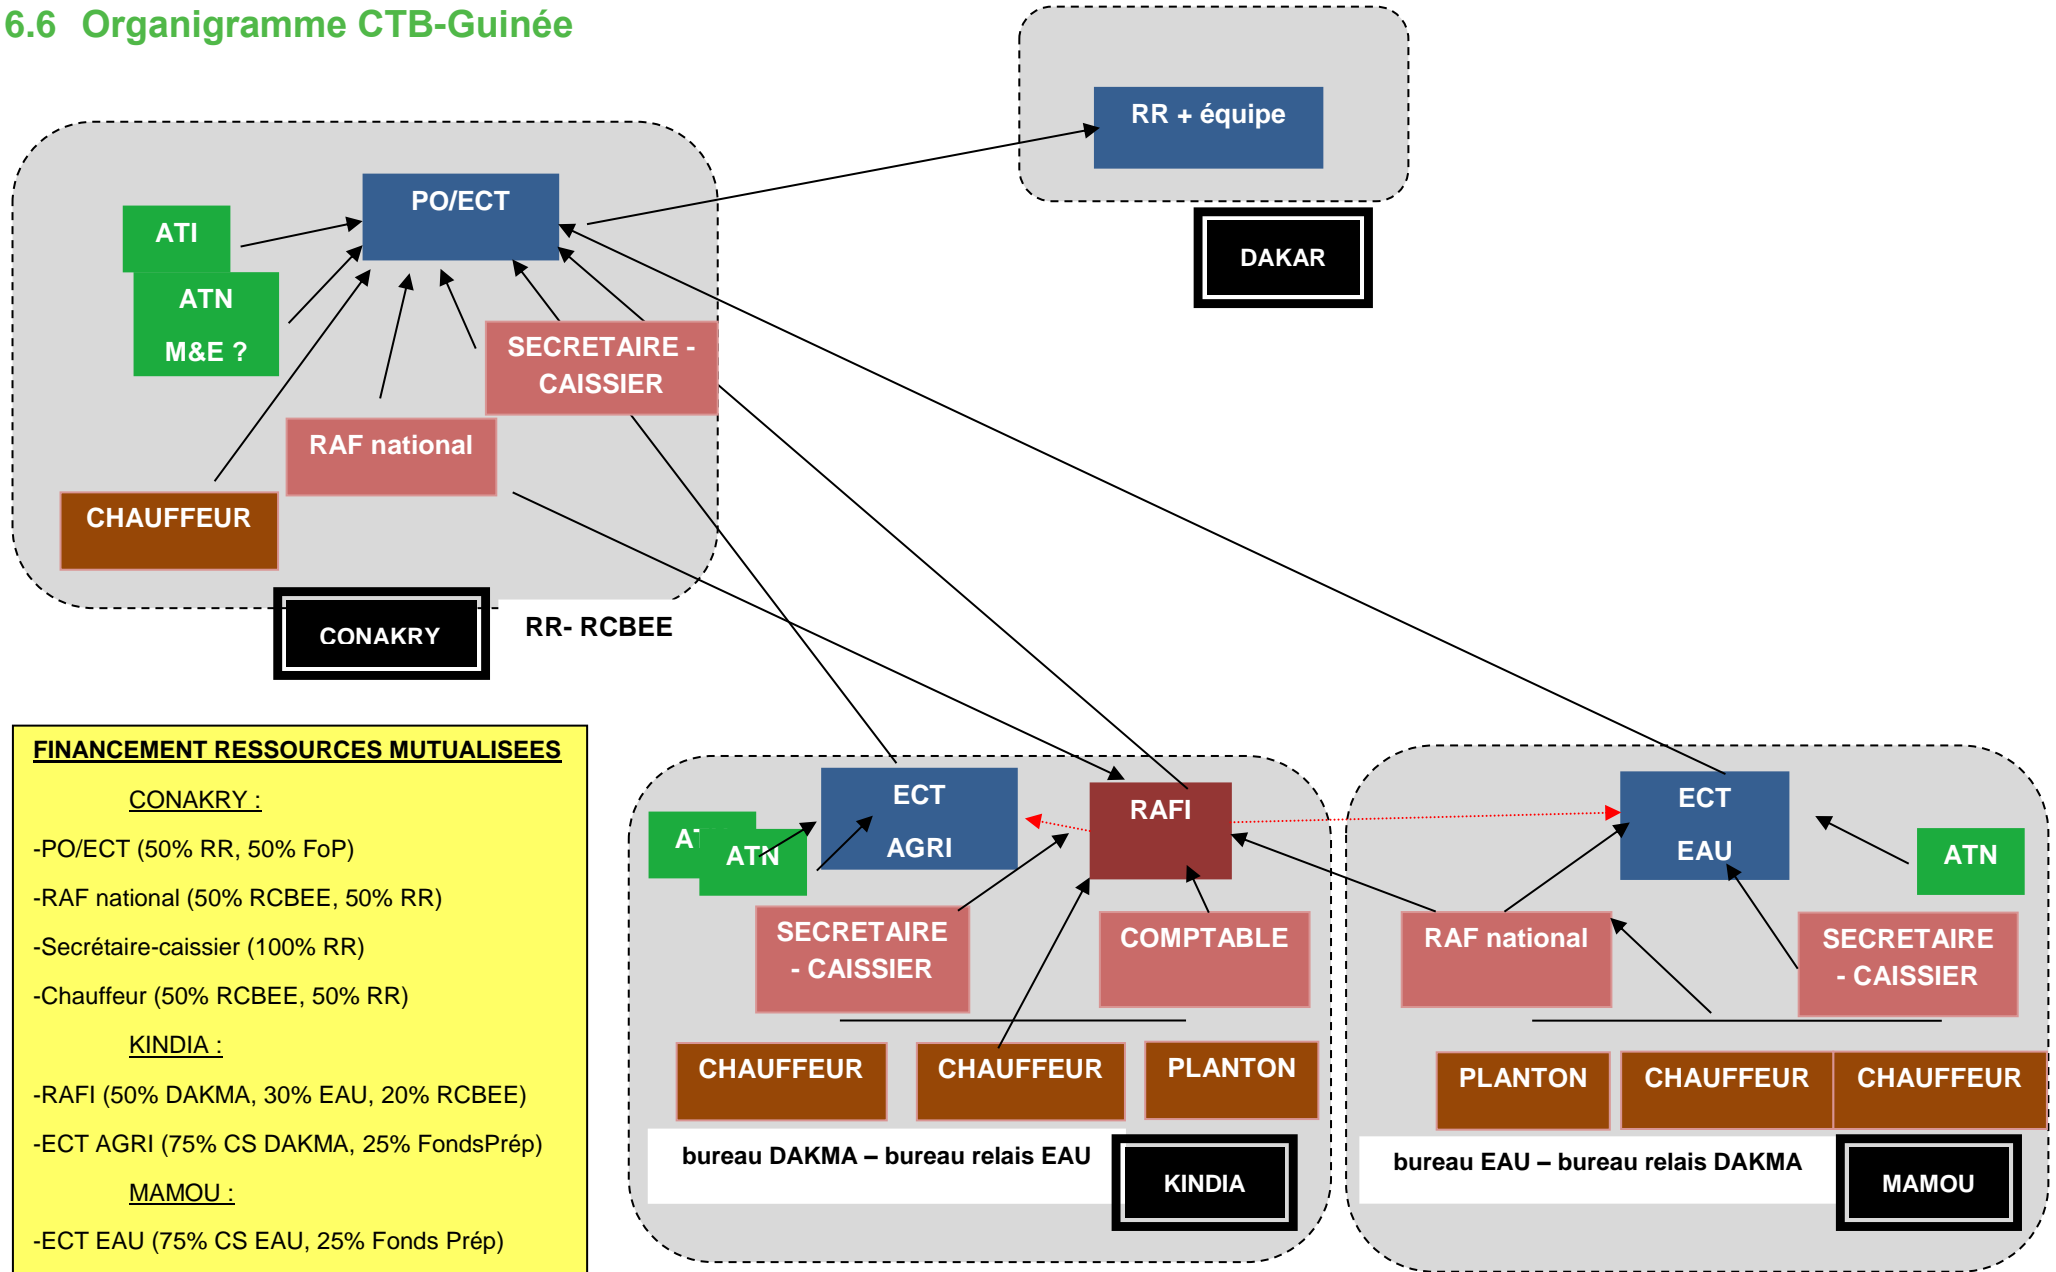 6.6 Organigramme CTB-Guinée
RR + équipe
DAKAR
PO/ECT
ATI
ATN
M&E ?
SECRETAIRE -
CAISSIER
RAF national
CHAUFFEUR
CONAKRY
RR- RCBEE
FINANCEMENT RESSOURCES MUTUALISEES
CONAKRY :
-PO/ECT (50% RR, 50% FoP)
-RAF national (50% RCBEE, 50% RR)
-Secrétaire-caissier (100% RR)
-Chauffeur (50% RCBEE, 50% RR)
KINDIA :
-RAFI (50% DAKMA, 30% EAU, 20% RCBEE)
-ECT AGRI (75% CS DAKMA, 25% FondsPrép)
MAMOU :
-ECT EAU (75% CS EAU, 25% Fonds Prép)
ECT
AGRI
RAFI
ATN
SECRETAIRE
- CAISSIER
COMPTABLE
CHAUFFEUR
CHAUFFEUR
PLANTON
bureau DAKMA – bureau relais EAU
KINDIA
ECT
EAU
ATN
RAF national
SECRETAIRE
- CAISSIER
PLANTON
CHAUFFEUR
CHAUFFEUR
bureau EAU – bureau relais DAKMA
MAMOU